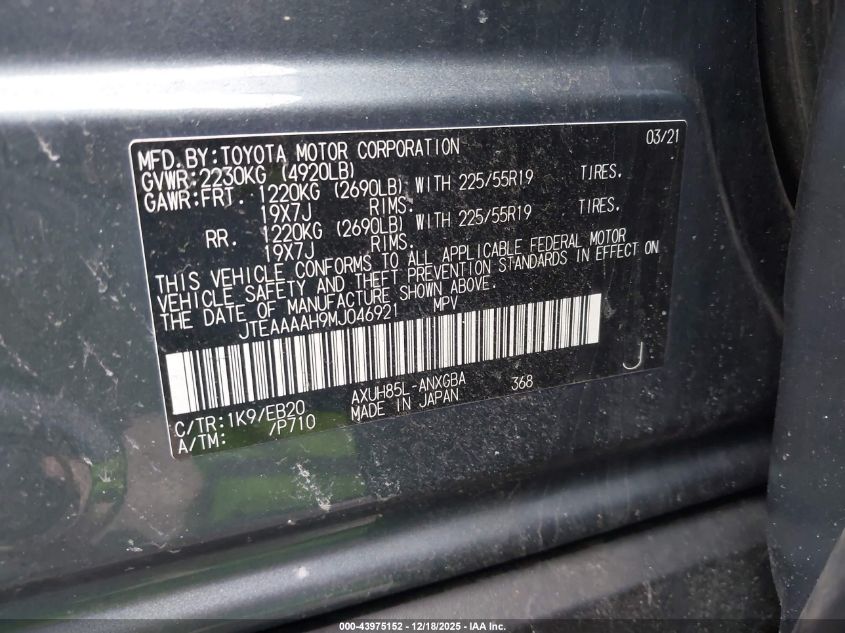 03/21
MFD.BY:TOYOTA MOTOR CORPORATION
GVWR:2230KG (4920LB)
GAWR:FRT. 1220KG (2690LB) WITH 225/55R19 TIRES.
19X7J RIMS.
RR. 1220KG (2690LB) WITH 225/55R19 TIRES.
19X7J RIMS.
THIS VEHICLE CONFORMS TO ALL APPLICABLE FEDERAL MOTOR
VEHICLE SAFETY AND THEFT PREVENTION STANDARDS IN EFFECT ON
THE DATE OF MANUFACTURE SHOWN ABOVE.
JTEAAAAH9MJ046921 MPV
J
C/TR:1K9/EB20 AXUH85L-ANXGBA 368
A/TM: /P710 MADE IN JAPAN
000-43975152 - 12/18/2025 - IAA Inc.